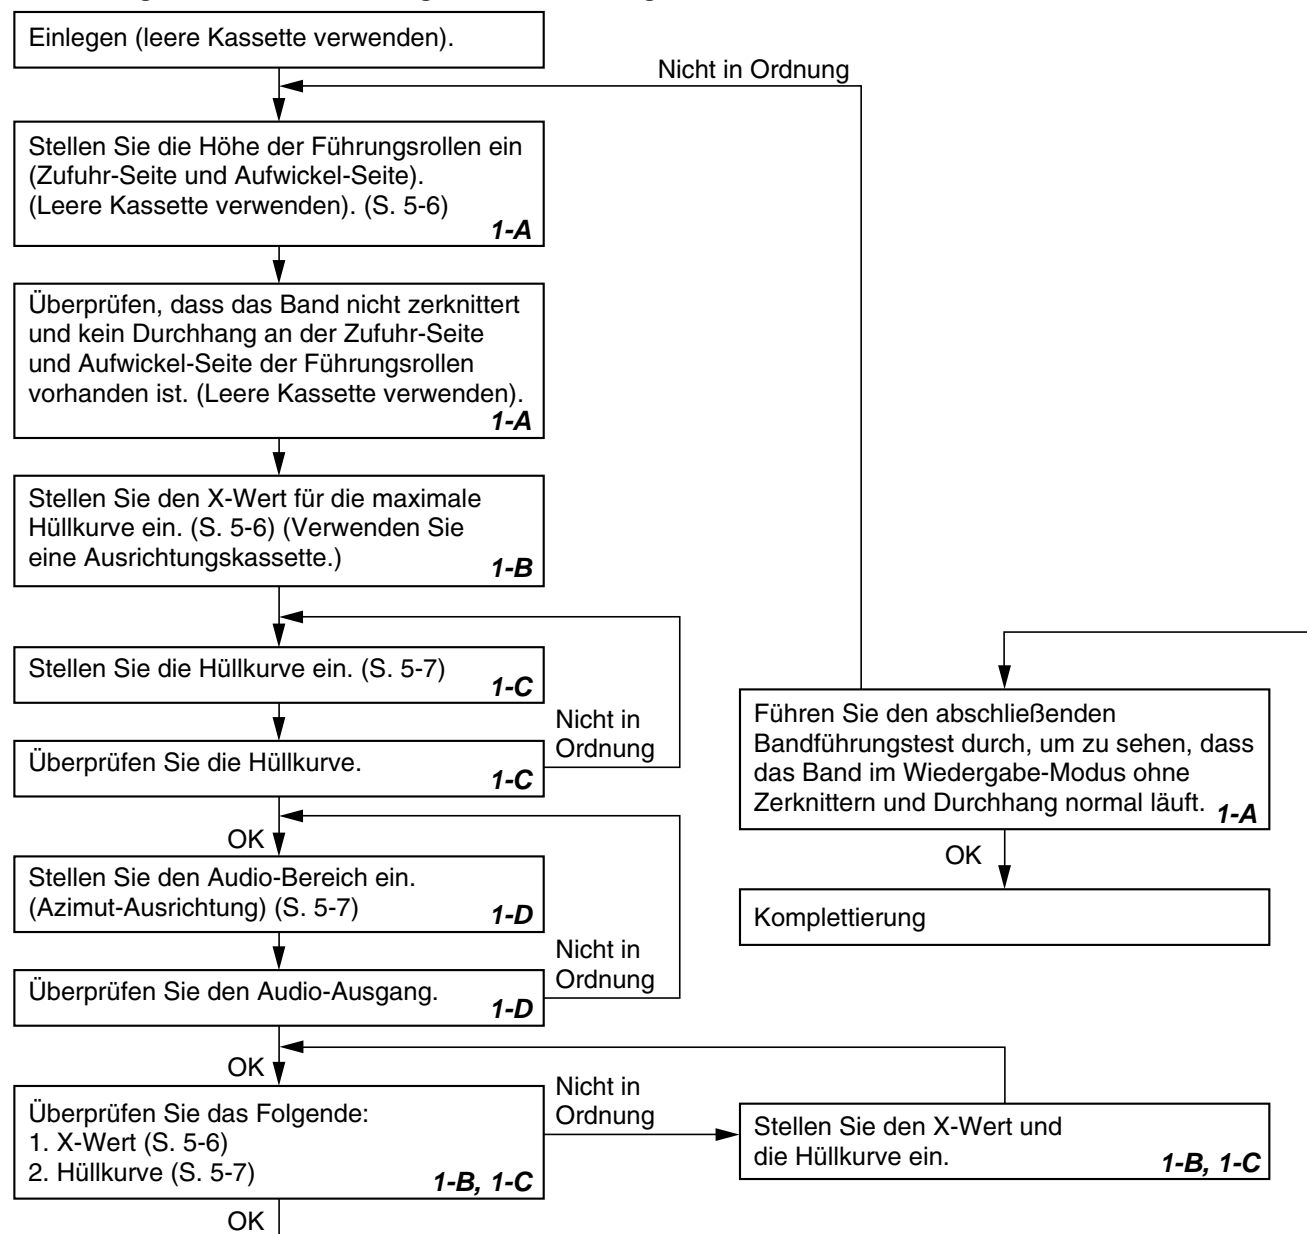 Einlegen (leere Kassette verwenden).
Nicht in Ordnung
Stellen Sie die Höhe der Führungsrollen ein
(Zufuhr-Seite und Aufwickel-Seite).
(Leere Kassette verwenden). (S. 5-6)
1-A
Überprüfen, dass das Band nicht zerknittert
und kein Durchhang an der Zufuhr-Seite
und Aufwickel-Seite der Führungsrollen
vorhanden ist. (Leere Kassette verwenden).
1-A
Stellen Sie den X-Wert für die maximale
Hüllkurve ein. (S. 5-6) (Verwenden Sie
eine Ausrichtungskassette.)
1-B
Stellen Sie die Hüllkurve ein. (S. 5-7)
1-C
Nicht in
Ordnung
Überprüfen Sie die Hüllkurve.
1-C
OK
Stellen Sie den Audio-Bereich ein.
(Azimut-Ausrichtung) (S. 5-7)
1-D
Nicht in
Ordnung
Überprüfen Sie den Audio-Ausgang.
1-D
OK
Überprüfen Sie das Folgende:
1. X-Wert (S. 5-6)
2. Hüllkurve (S. 5-7)
1-B, 1-C
Nicht in
Ordnung
Stellen Sie den X-Wert und
die Hüllkurve ein.
1-B, 1-C
OK
Führen Sie den abschließenden
Bandführungstest durch, um zu sehen, dass
das Band im Wiedergabe-Modus ohne
Zerknittern und Durchhang normal läuft.
1-A
OK
Komplettierung